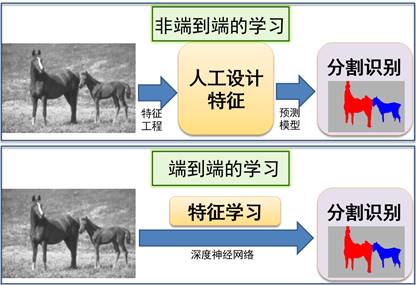 非端到端的学习
人工设计
特征
分割识别
特征
工程
预测
模型
端到端的学习
特征学习
分割识别
深度神经网络